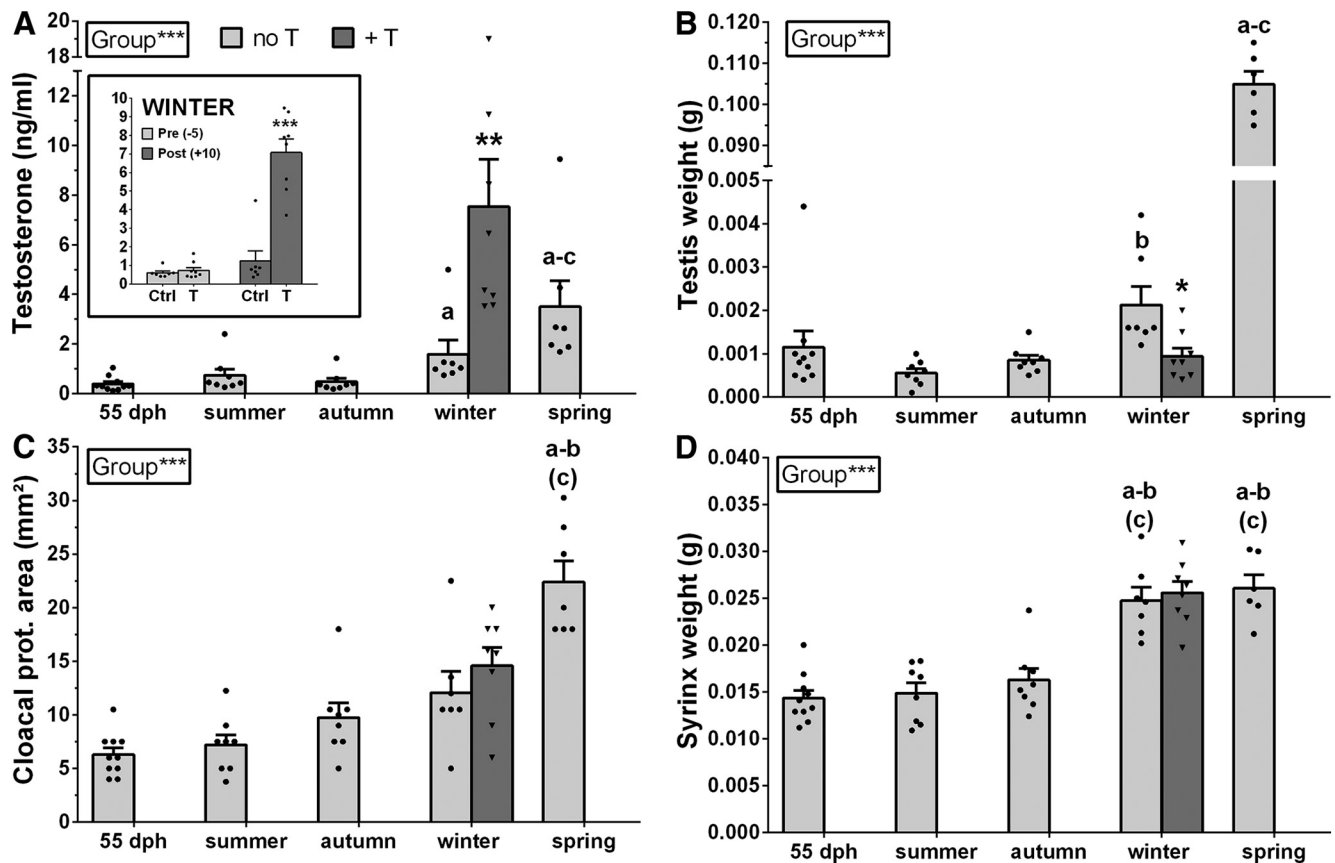 A
Group***
no T
+ T
Testosterone (ng/ml)
20
18
16
14
12
10
8
6
4
2
0
WINTER
Pre (-5)
Post (+10)
10
9
8
7
6
5
4
3
2
1
0
***
Ctrl T Ctrl T
a
**
a-c
55 dph summer autumn winter spring
B
Group***
Testis weight (g)
0.120
0.110
0.100
0.090
0.005
0.004
0.003
0.002
0.001
0.000
b
*
a-c
55 dph summer autumn winter spring
C
Group***
Cloacal prot. area (mm²)
35
30
25
20
15
10
5
0
a-b
(c)
55 dph summer autumn winter spring
D
Group***
Syrinx weight (g)
0.040
0.035
0.030
0.025
0.020
0.015
0.010
0.005
0.000
a-b
(c)
a-b
(c)
55 dph summer autumn winter spring